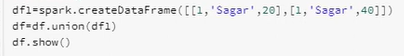 df1=spark.createDataFrame([[1,'Sagar',20],[1,'Sagar',40]])
df=df.union(df1)
df.show()